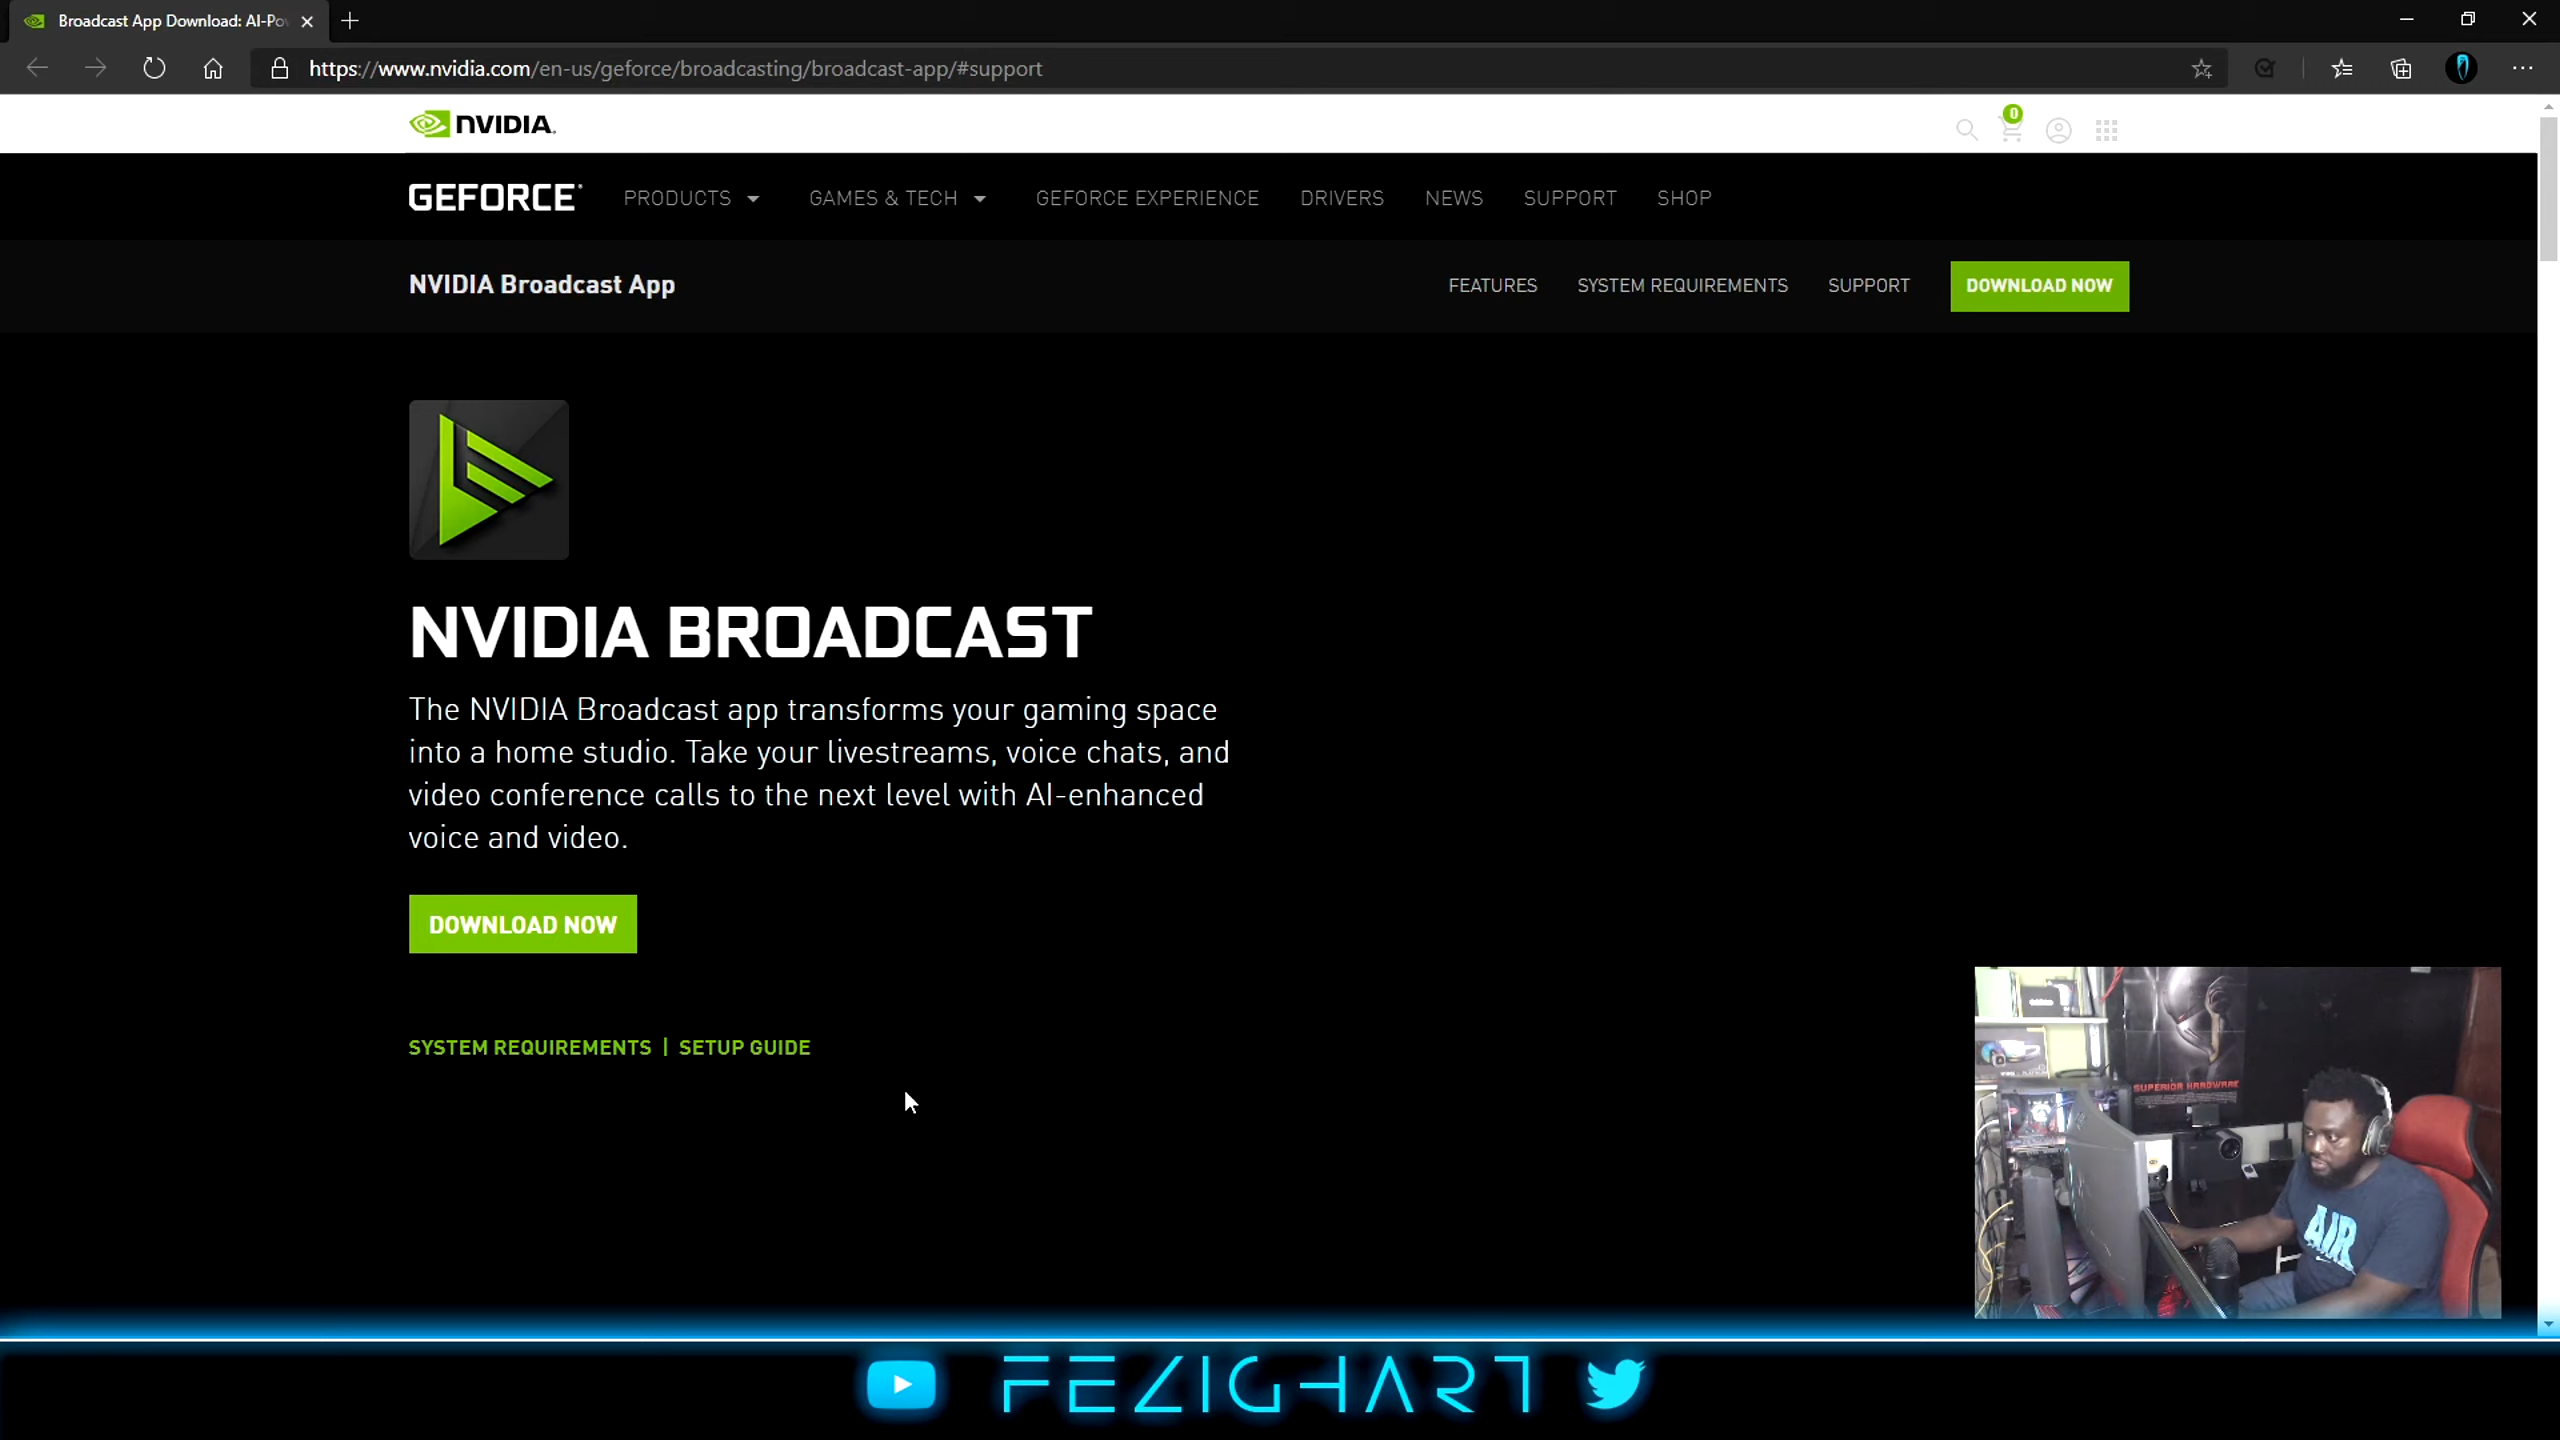 Broadcast App Download: AI-Po
https://www.nvidia.com/en-us/geforce/broadcasting/broadcast-app/#support
NVIDIA.
0
GEFORCE PRODUCTS GAMES & TECH GEFORCE EXPERIENCE DRIVERS NEWS SUPPORT SHOP
NVIDIA Broadcast App FEATURES SYSTEM REQUIREMENTS SUPPORT DOWNLOAD NOW
NVIDIA BROADCAST
The NVIDIA Broadcast app transforms your gaming space
into a home studio. Take your livestreams, voice chats, and
video conference calls to the next level with AI-enhanced
voice and video.
DOWNLOAD NOW
SYSTEM REQUIREMENTS | SETUP GUIDE
SUPERIOR HARDWARE
AIR
FEZIGHART